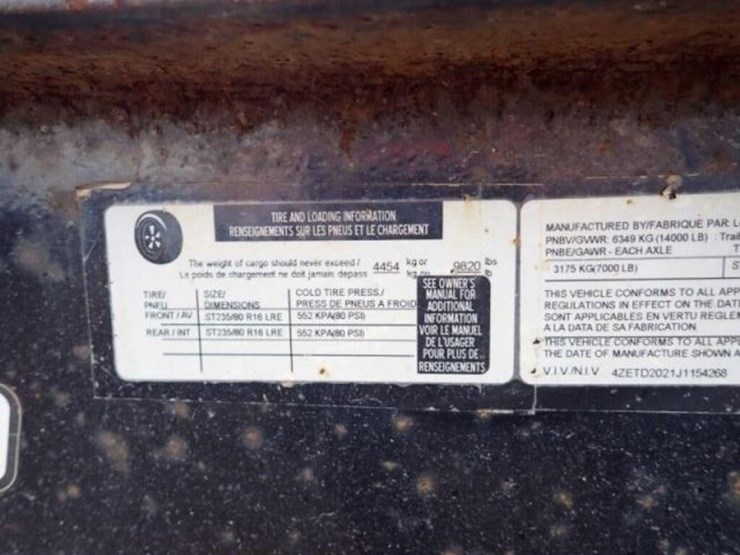 TIRE AND LOADING INFORMATION
RENSEIGNEMENTS SUR LES PNEUS ET LE CHARGEMENT
The weight of cargo should never exceed / 4454 kg or 9820 lbs
Le poids de chargement ne doit jamais depass kg
TIRE/ SIZE/ COLD TIRE PRESS./
PNEU DIMENSIONS PRESS DE PNEUS A FROID
FRONT / AV ST235/80 R16 LRE 552 KPA(80 PSI)
REAR / INT ST235/80 R16 LRE 552 KPA(80 PSI)
SEE OWNER'S
MANUAL FOR
ADDITIONAL
INFORMATION
VOIR LE MANUEL
DE L'USAGER
POUR PLUS DE
RENSEIGNEMENTS
MANUFACTURED BY/FABRIQUE PAR:
PNBV/GVWR: 6349 KG (14000 LB)
PNBE/GAWR - EACH AXLE
3175 KG(7000 LB)
THIS VEHICLE CONFORMS TO ALL
REGULATIONS IN EFFECT ON THE
SONT APPLICABLES EN VERTU
A LA DATA DE SA FABRICATION
THIS VEHICLE CONFORMS TO ALL
THE DATE OF MANUFACTURE SHOWN
V.I.V./N.I.V 4ZETD2021J1154268